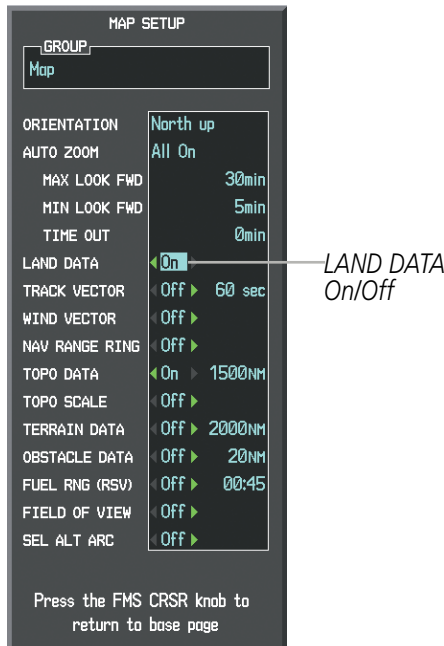 MAP SETUP
GROUP
Map
ORIENTATION North up
AUTO ZOOM All On
MAX LOOK FWD 30min
MIN LOOK FWD 5min
TIME OUT 0min
LAND DATA On
LAND DATA
On/Off
TRACK VECTOR Off 60 sec
WIND VECTOR Off
NAV RANGE RING Off
TOPO DATA On 1500NM
TOPO SCALE Off
TERRAIN DATA Off 2000NM
OBSTACLE DATA Off 20NM
FUEL RNG (RSV) Off 00:45
FIELD OF VIEW Off
SEL ALT ARC Off
Press the FMS CRSR knob to
return to base page